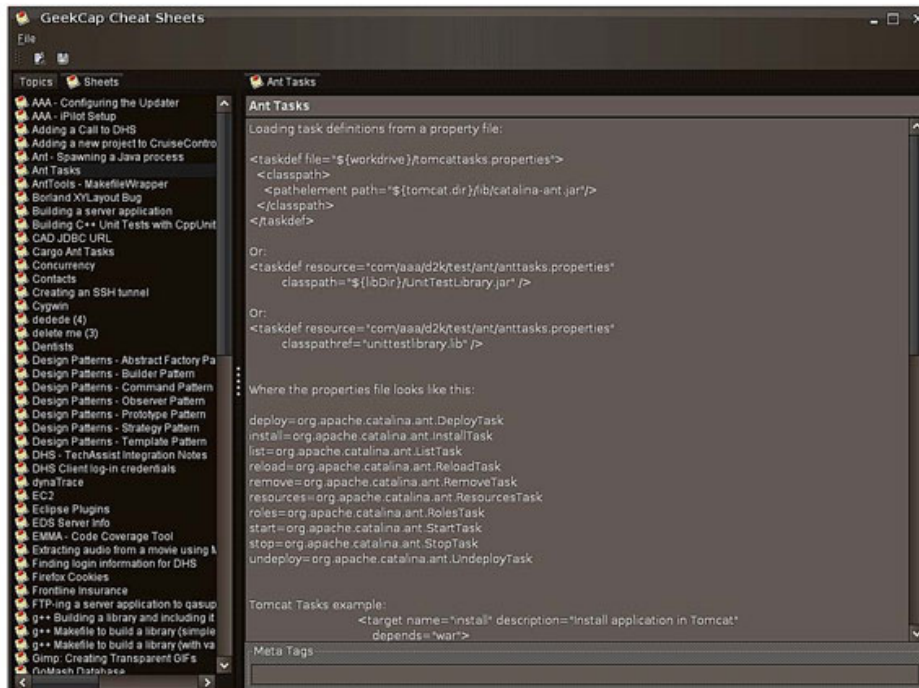 GeekCap Cheat Sheets
File
Topics
Sheets
Ant Tasks
AAA - Configuring the Updater
AAA - iPilot Setup
Adding a Call to DHS
Adding a new project to CruiseContro
Ant - Spawning a Java process
Ant Tasks
AntTools - MakefileWrapper
Borland XYLayout Bug
Building a server application
Building C++ Unit Tests with CppUnit
CAD JDBC URL
Cargo Ant Tasks
Concurrency
Contacts
Creating an SSH tunnel
Cygwin
dedede (4)
delete me (3)
Dentists
Design Patterns - Abstract Factory Pa
Design Patterns - Builder Pattern
Design Patterns - Command Pattern
Design Patterns - Observer Pattern
Design Patterns - Prototype Pattern
Design Patterns - Strategy Pattern
Design Patterns - Template Pattern
DHS - TechAssist Integration Notes
DHS Client log-in credentials
dynaTrace
EC2
Eclipse Plugins
EDS Server Info
EMMA - Code Coverage Tool
Extracting audio from a movie using M
Finding login information for DHS
Firefox Cookies
Frontline Insurance
FTP-ing a server application to qasup
g++ Building a library and including it
g++ Makefile to build a library (simple
g++ Makefile to build a library (with va
Gimp: Creating Transparent GIFs
GoMash Database
Ant Tasks
Loading task definitions from a property file:
<taskdef file="${workdrive}/tomcattasks.properties">
<classpath>
<pathelement path="${tomcat.dir}/lib/catalina-ant.jar"/>
</classpath>
</taskdef>
Or:
<taskdef resource="com/aaa/d2k/test/ant/anttasks.properties"
classpath="${libDir}/UnitTestLibrary.jar" />
Or:
<taskdef resource="com/aaa/d2k/test/ant/anttasks.properties"
classpathref="unittestlibrary.lib" />
Where the properties file looks like this:
deploy=org.apache.catalina.ant.DeployTask
install=org.apache.catalina.ant.InstallTask
list=org.apache.catalina.ant.ListTask
reload=org.apache.catalina.ant.ReloadTask
remove=org.apache.catalina.ant.RemoveTask
resources=org.apache.catalina.ant.ResourcesTask
roles=org.apache.catalina.ant.RolesTask
start=org.apache.catalina.ant.StartTask
stop=org.apache.catalina.ant.StopTask
undeploy=org.apache.catalina.ant.UndeployTask
Tomcat Tasks example:
<target name="install" description="Install application in Tomcat"
depends="war">
Meta Tags